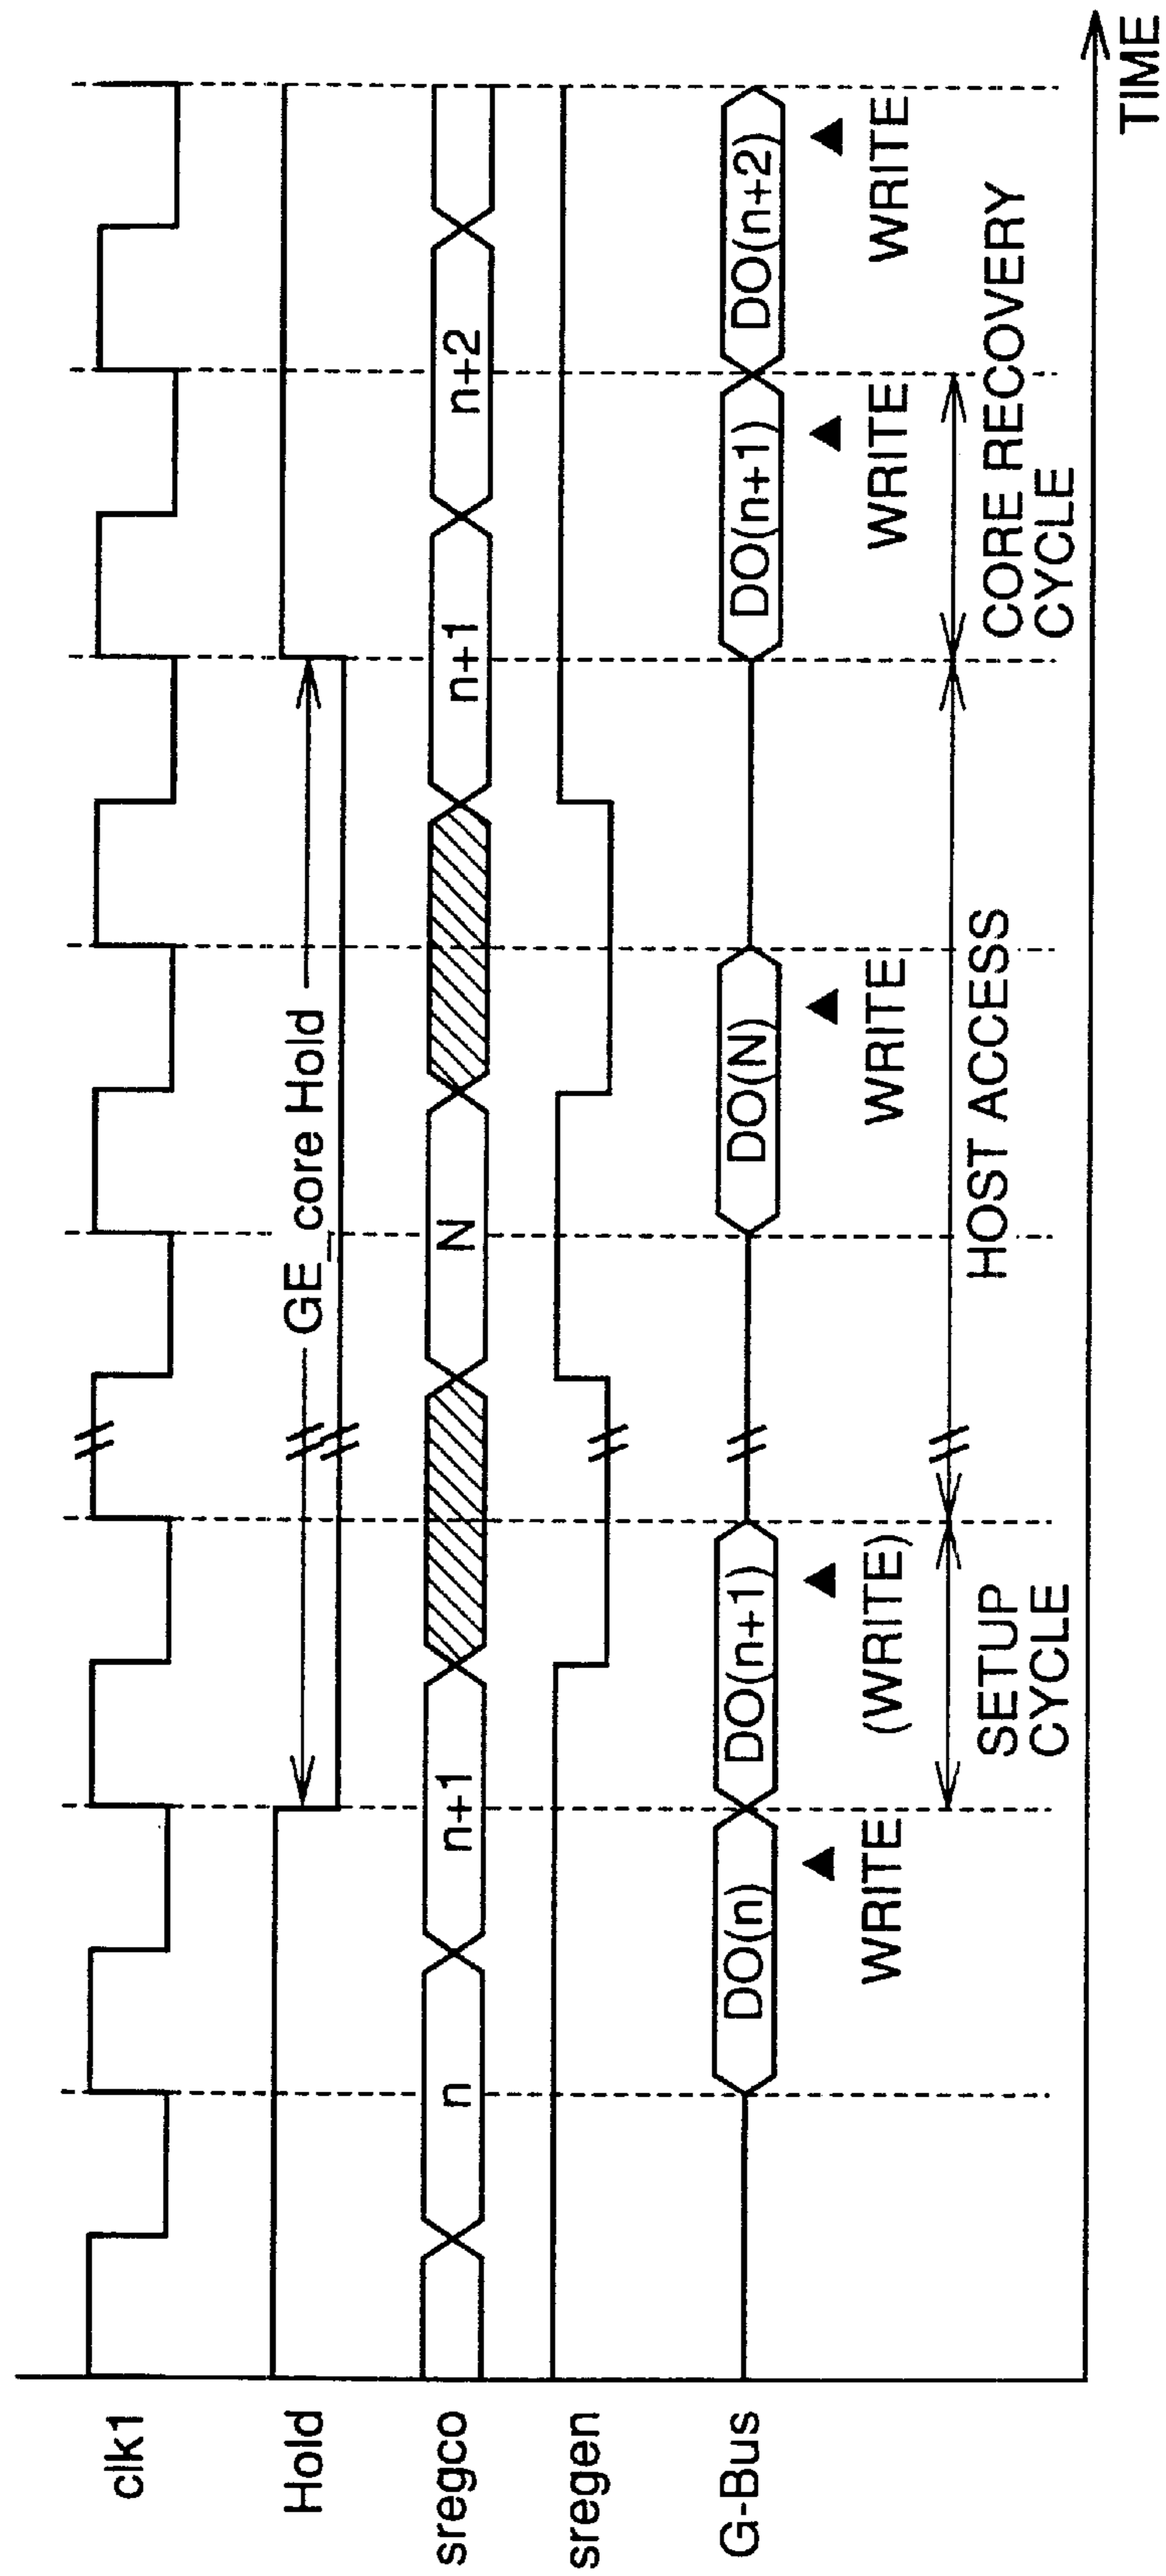 clk1
Hold
GE_core Hold
sregco
n
n+1
N
n+1
n+2
sregen
G-Bus
DO(n)
DO(n+1)
DO(N)
DO(n+1)
DO(n+2)
WRITE
(WRITE)
WRITE
WRITE
WRITE
SETUP
CYCLE
HOST ACCESS
CORE RECOVERY
CYCLE
TIME